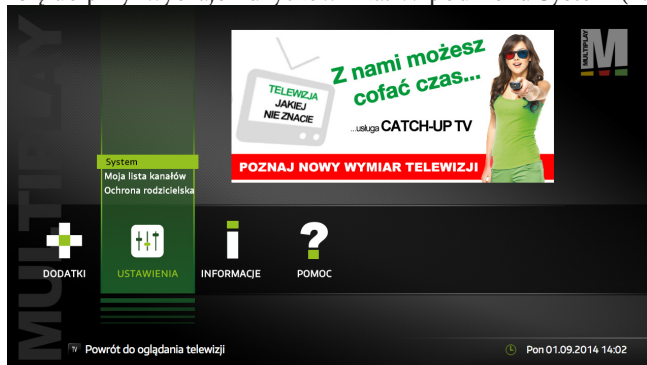 MULTIPLAY
MULTIPLAY
M
TELEWIZJA
JAKIEJ
NIE ZNACIE
Z nami możesz
cofać czas...
...usługa CATCH-UP TV
POZNAJ NOWY WYMIAR TELEWIZJI
System
Moja lista kanałów
Ochrona rodzicielska
DODATKI
USTAWIENIA
INFORMACJE
POMOC
TV Powrót do oglądania telewizji
Pon 01.09.2014 14:02